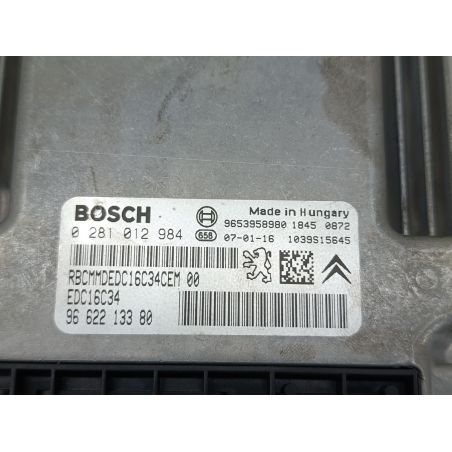 BOSCH
Made in Hungary
9653958980 1845 0872
0 281 012 984
656 07-01-16 1039S15645
RBCMMDEDC16C34CEM 00
EDC16C34
96 622 133 80